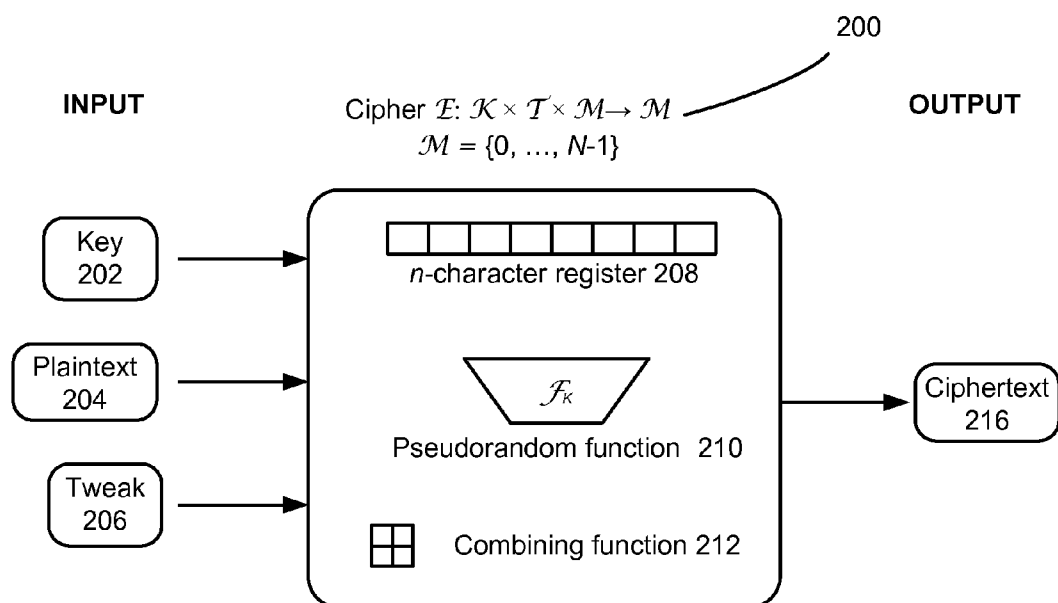 200
INPUT
Cipher ℰ: 𝒦 × 𝒯 × ℳ → ℳ
ℳ = {0, ..., N-1}
OUTPUT
Key
202
n-character register 208
Plaintext
204
ℱK
Pseudorandom function 210
Ciphertext
216
Tweak
206
Combining function 212